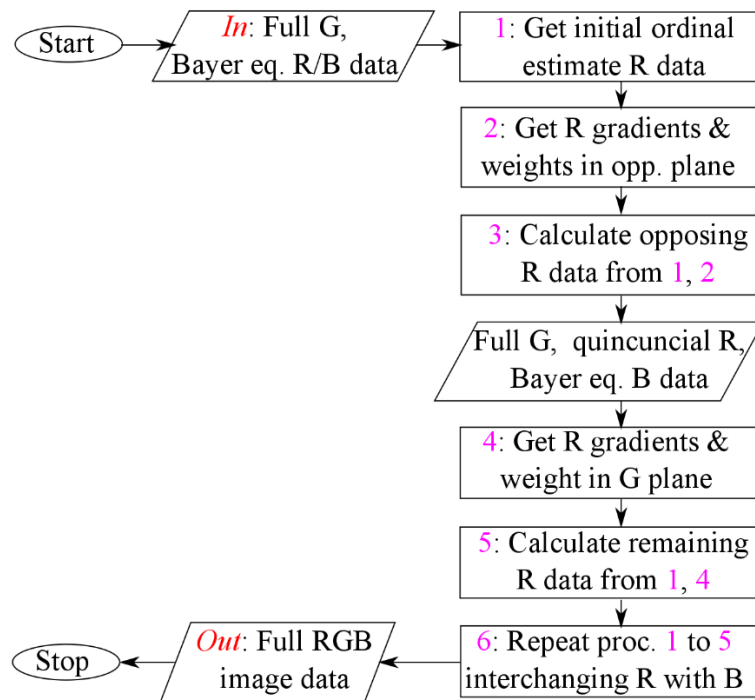 Start
In: Full G,
Bayer eq. R/B data
1: Get initial ordinal
estimate R data
2: Get R gradients &
weights in opp. plane
3: Calculate opposing
R data from 1, 2
Full G, quincuncial R,
Bayer eq. B data
4: Get R gradients &
weight in G plane
5: Calculate remaining
R data from 1, 4
6: Repeat proc. 1 to 5
interchanging R with B
Out: Full RGB
image data
Stop